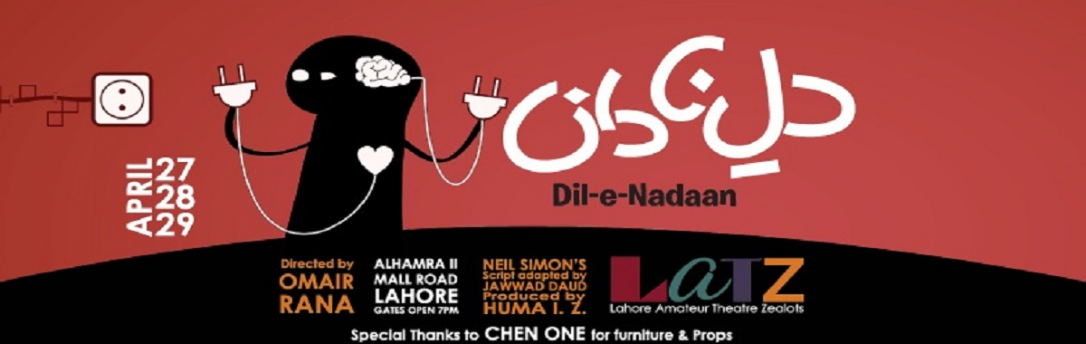 دلِ نادان
Dil-e-Nadaan
APRIL
27
28
29
Directed by
OMAIR
RANA
ALHAMRA II
MALL ROAD
LAHORE
GATES OPEN 7PM
NEIL SIMON'S
Script adapted by
JAWWAD DAUD
Produced by
HUMA I. Z.
LaTZ
Lahore Amateur Theatre Zealots
Special Thanks to CHEN ONE for furniture & Props